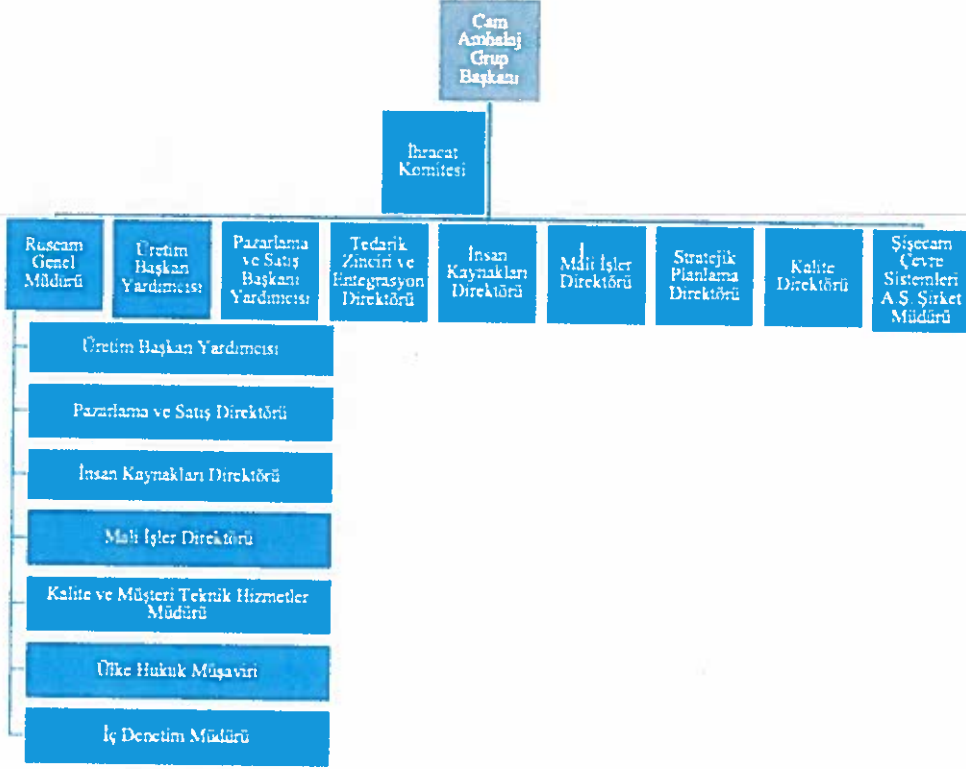 Cam
Ambalaj
Grup
Başkanı
İhracat
Komitesi
Ruscam
Genel
Müdürü
Üretim
Başkan
Yardımcısı
Pazarlama
ve Satış
Başkanı
Yardımcısı
Tedarik
Zinciri ve
Entegrasyon
Direktörü
İnsan
Kaynakları
Direktörü
Mali İşler
Direktörü
Stratejik
Planlama
Direktörü
Kalite
Direktörü
Şişecam
Çevre
Sistemleri
A.Ş. Şirket
Müdürü
Üretim Başkan Yardımcısı
Pazarlama ve Satış Direktörü
İnsan Kaynakları Direktörü
Mali İşler Direktörü
Kalite ve Müşteri Teknik Hizmetler
Müdürü
Ülke Hukuk Müşaviri
İç Denetim Müdürü